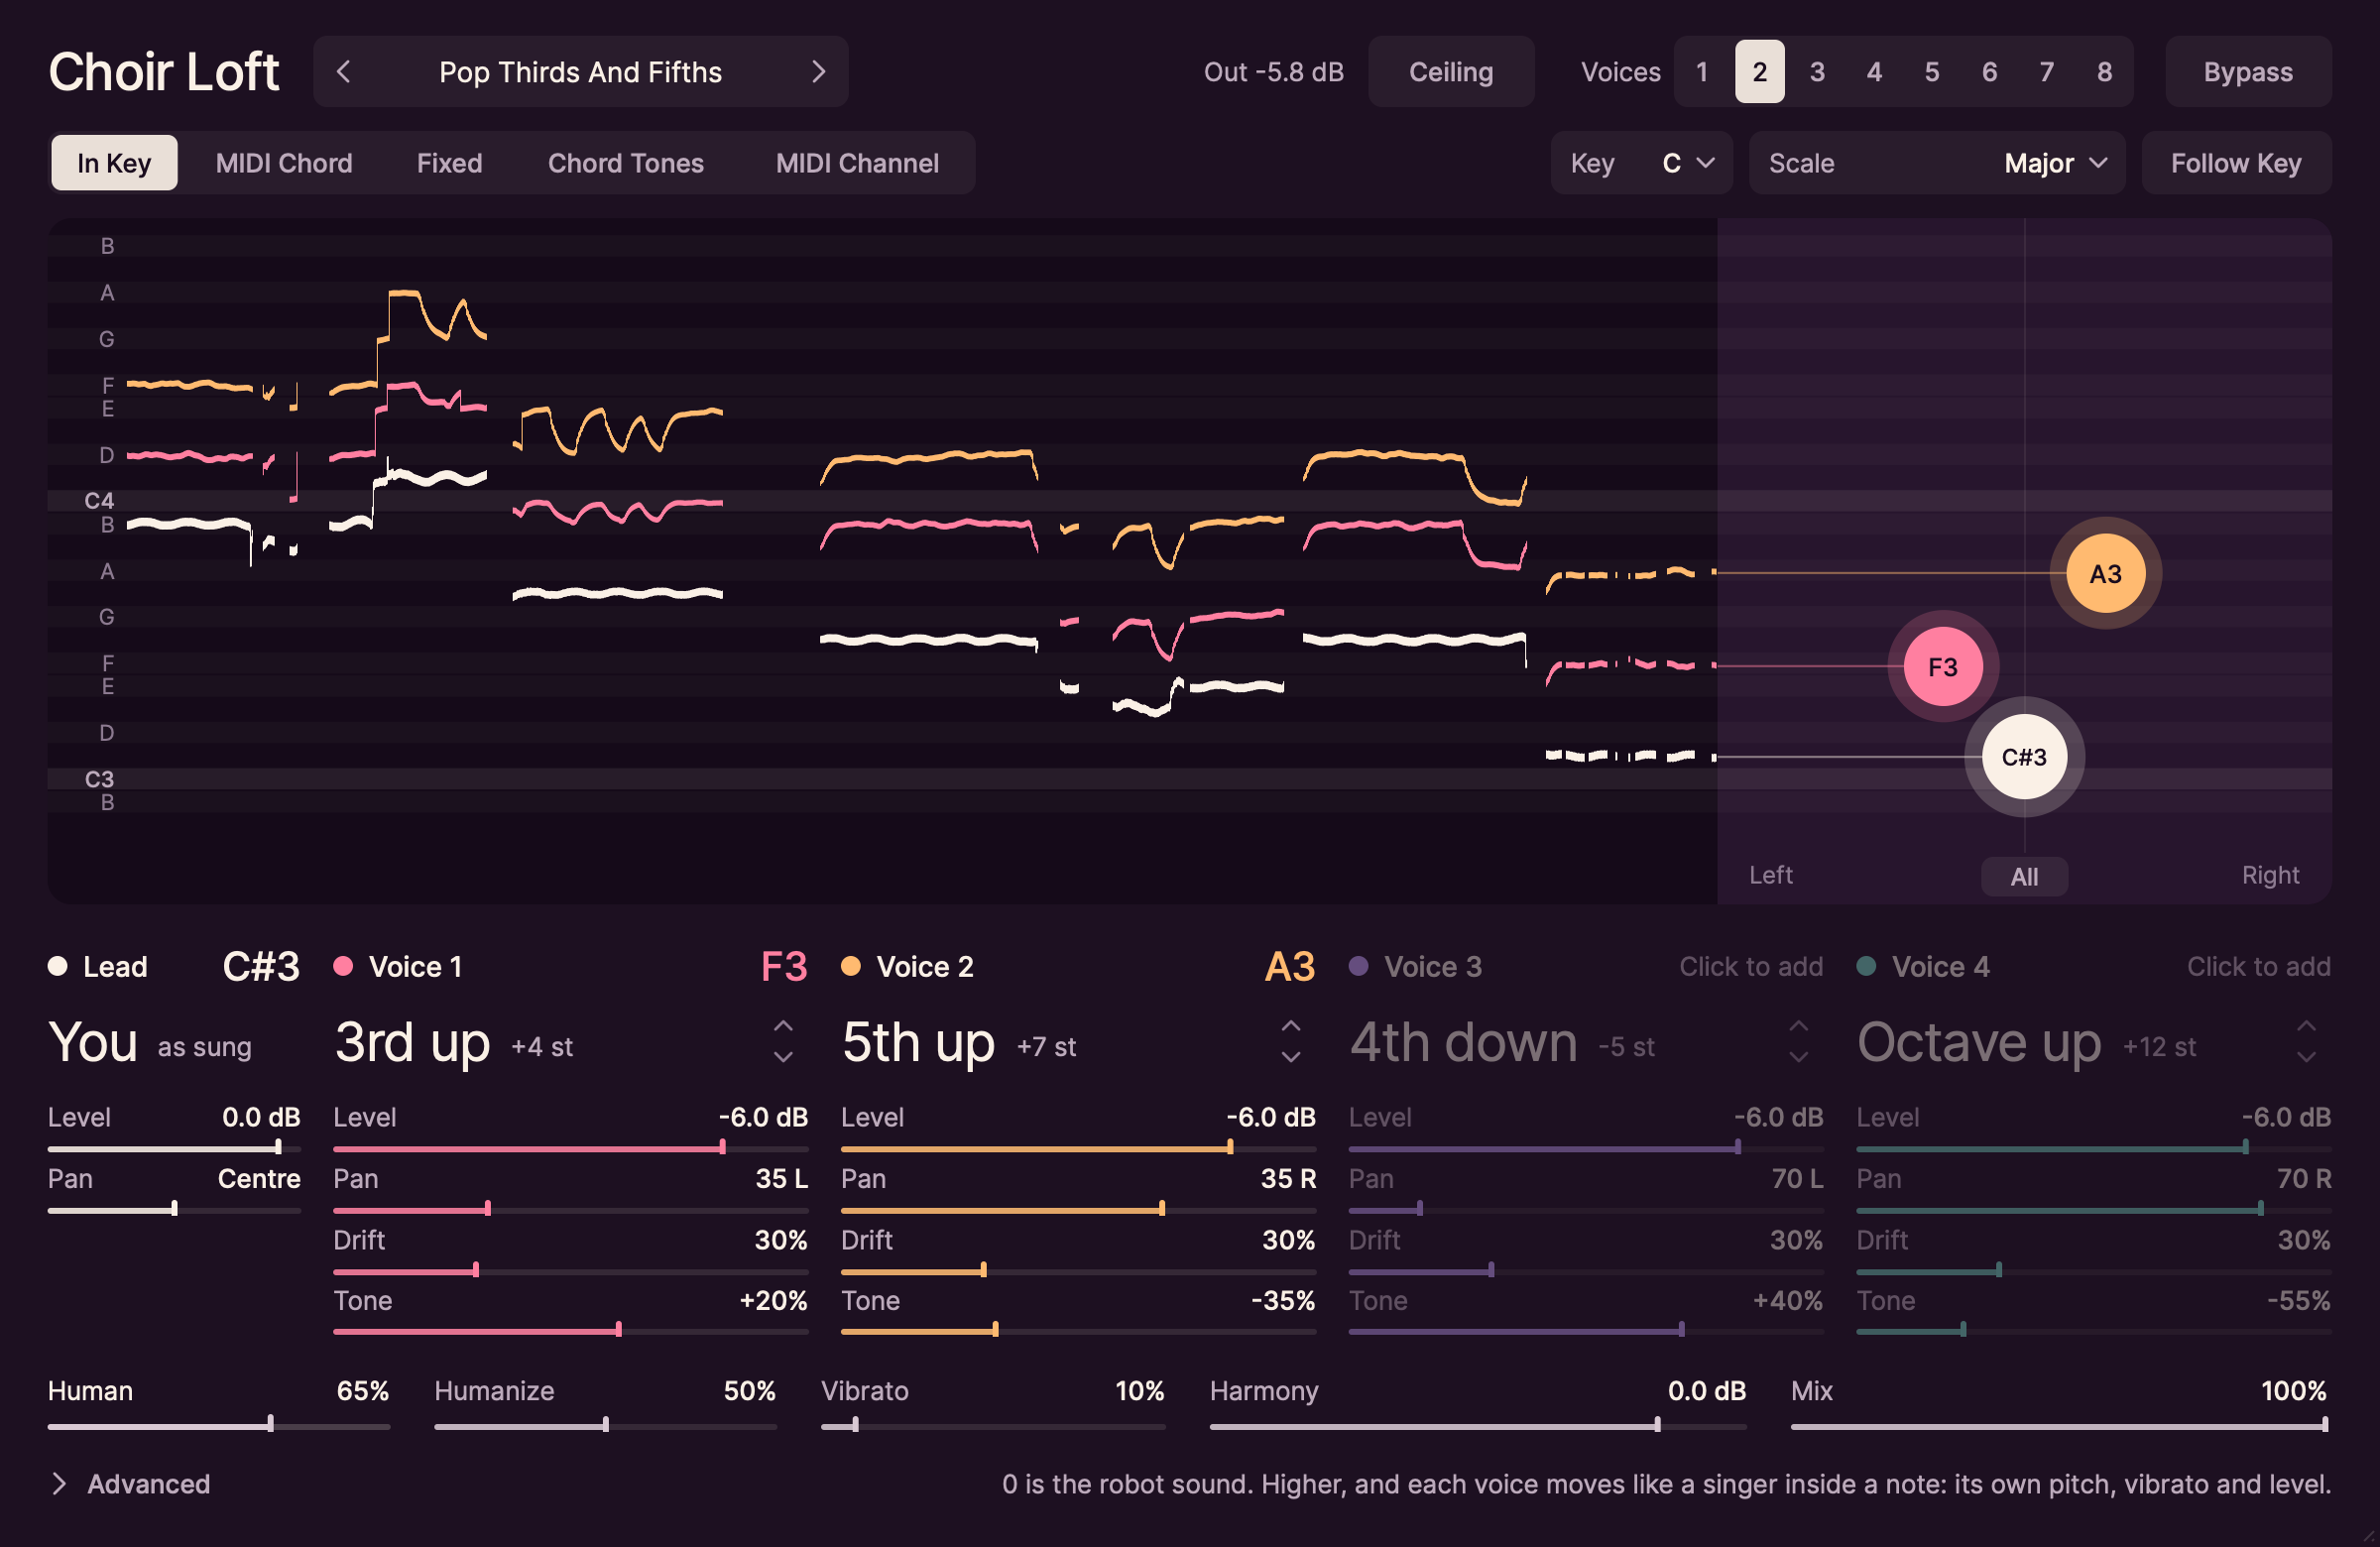 Choir Loft
Pop Thirds And Fifths
Out -5.8 dB
Ceiling
Voices 1 2 3 4 5 6 7 8
Bypass
In Key MIDI Chord Fixed Chord Tones MIDI Channel
Key C
Scale Major
Follow Key
B
A
G
F
E
D
C4
B
A
G
F
E
D
C3
B
A3
F3
C#3
Left All Right
Lead C#3
You as sung
Level 0.0 dB
Pan Centre
Voice 1 F3
3rd up +4 st
Level -6.0 dB
Pan 35 L
Drift 30%
Tone +20%
Voice 2 A3
5th up +7 st
Level -6.0 dB
Pan 35 R
Drift 30%
Tone -35%
Voice 3 Click to add
4th down -5 st
Level -6.0 dB
Pan 70 L
Drift 30%
Tone +40%
Voice 4 Click to add
Octave up +12 st
Level -6.0 dB
Pan 70 R
Drift 30%
Tone -55%
Human 65%
Humanize 50%
Vibrato 10%
Harmony 0.0 dB
Mix 100%
Advanced
0 is the robot sound. Higher, and each voice moves like a singer inside a note: its own pitch, vibrato and level.